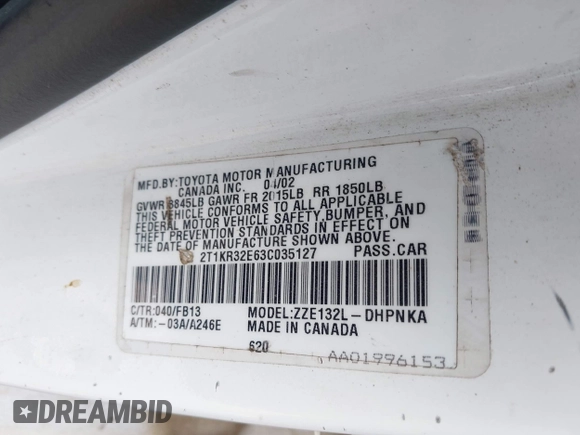 MFD.BY:TOYOTA MOTOR MANUFACTURING
CANADA INC. 04/02
GVWR 3845LB GAWR FR 2015LB RR 1850LB
THIS VEHICLE CONFORMS TO ALL APPLICABLE
FEDERAL MOTOR VEHICLE SAFETY, BUMPER, AND
THEFT PREVENTION STANDARDS IN EFFECT ON
THE DATE OF MANUFACTURE SHOWN ABOVE.
2T1KR32E63C035127 PASS.CAR
C/TR:040/FB13 MODEL:ZZE132L-DHPNKA
A/TM:-03A/A246E MADE IN CANADA
620
AA01996153
DREAMBID